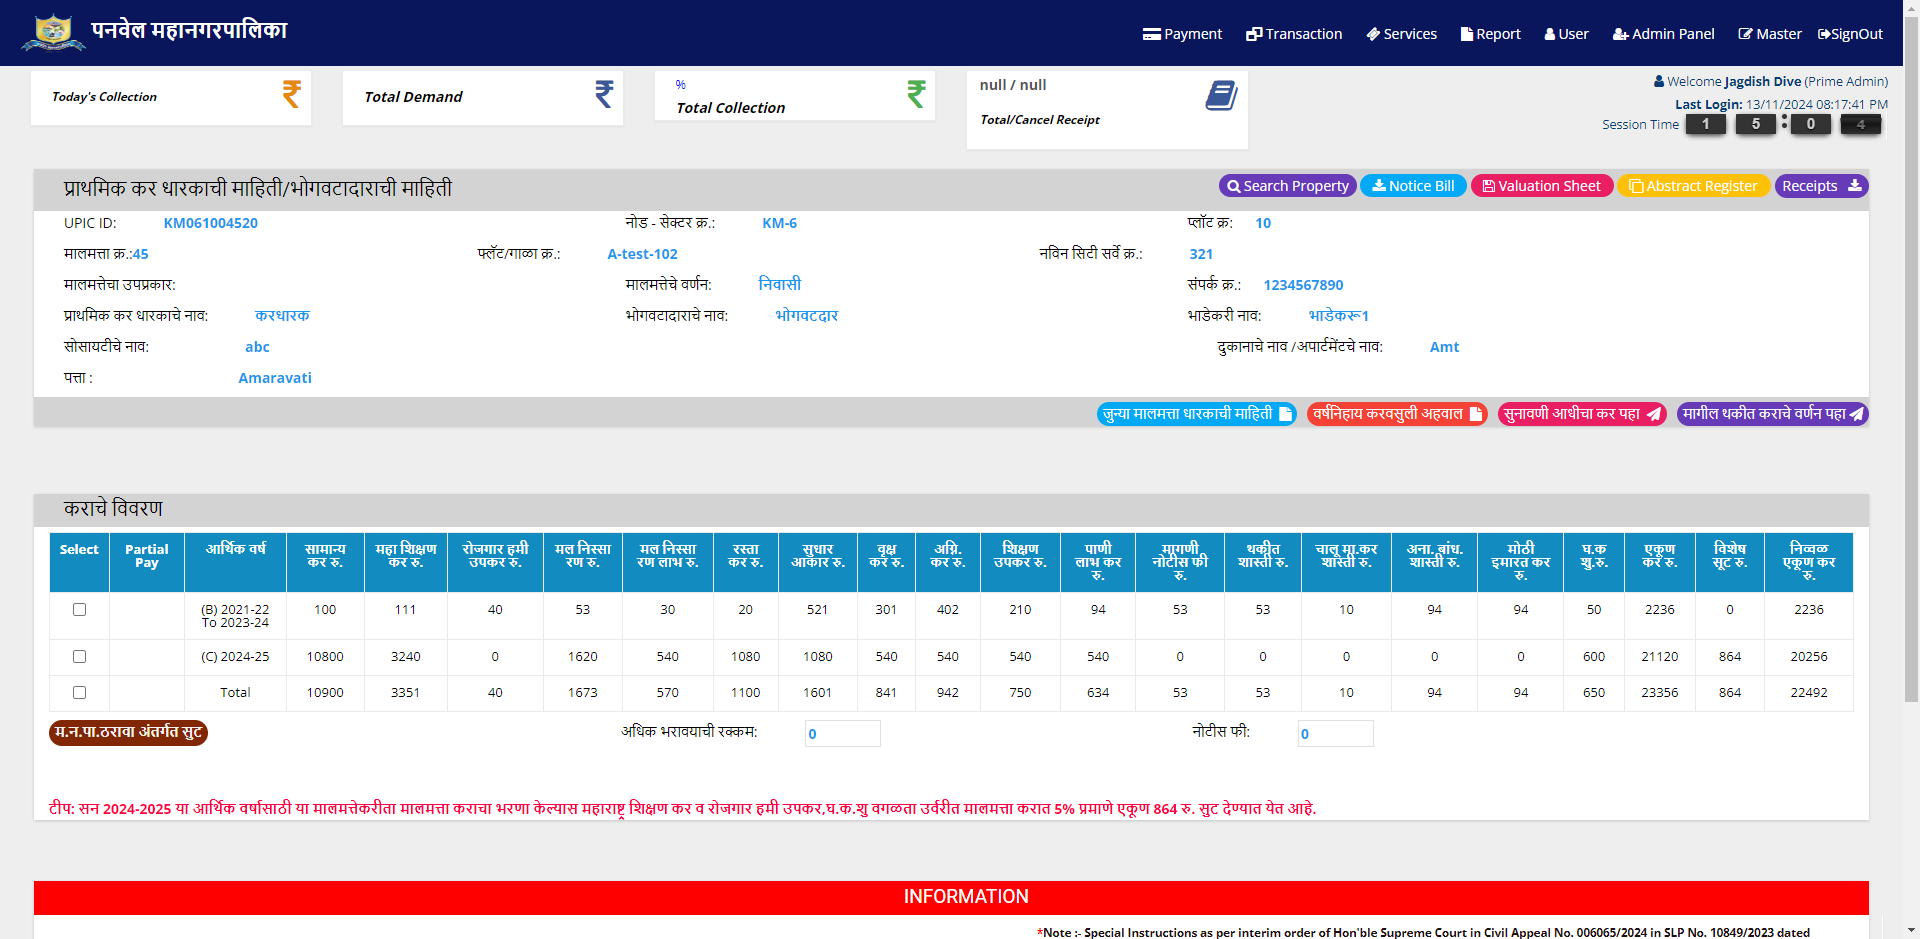 पनवेल महानगरपालिका
Payment Transaction Services Report User Admin Panel Master SignOut
Today's Collection
Total Demand
%
Total Collection
null / null
Total/Cancel Receipt
Welcome Jagdish Dive (Prime Admin)
Last Login: 13/11/2024 08:17:41 PM
Session Time 1 5 : 0 4
प्राथमिक कर धारकाची माहिती/भोगवटादाराची माहिती
Search Property Notice Bill Valuation Sheet Abstract Register Receipts
UPIC ID: KM061004520 नोड - सेक्टर क्र.: KM-6 प्लॉट क्र: 10
मालमत्ता क्र.:45 फ्लॅट/गाळा क्र.: A-test-102 नविन सिटी सर्वे क्र.: 321
मालमत्तेचा उपप्रकार: मालमत्तेचे वर्णन: निवासी संपर्क क्र.: 1234567890
प्राथमिक कर धारकाचे नाव: करधारक भोगवटादाराचे नाव: भोगवटदार भाडेकरी नाव: भाडेकरू1
सोसायटीचे नाव: abc दुकानाचे नाव /अपार्टमेंटचे नाव: Amt
पत्ता : Amaravati
जुन्या मालमत्ता धारकाची माहिती वर्षनिहाय करवसुली अहवाल सुनावणी आधीचा कर पहा मागील थकीत कराचे वर्णन पहा
कराचे विवरण
Select Partial Pay आर्थिक वर्ष सामान्य कर रु. महा शिक्षण कर रु. रोजगार हमी उपकर रु. मल निस्सा रण रु. मल निस्सा रण लाभ रु. रस्ता कर रु. सुधार आकार रु. वृक्ष कर रु. अग्नि. कर रु. शिक्षण उपकर रु. पाणी लाभ कर रु. मागणी नोटीस फी रु. थकीत शास्ती रु. चालू मा.कर शास्ती रु. अना. बांध. शास्ती रु. मोठी इमारत कर रु. घ.क शु.रु. एकूण कर रु. विशेष सूट रु. निव्वळ एकूण कर रु.
(B) 2021-22 To 2023-24 100 111 40 53 30 20 521 301 402 210 94 53 53 10 94 94 50 2236 0 2236
(C) 2024-25 10800 3240 0 1620 540 1080 1080 540 540 540 540 0 0 0 0 0 600 21120 864 20256
Total 10900 3351 40 1673 570 1100 1601 841 942 750 634 53 53 10 94 94 650 23356 864 22492
म.न.पा.ठरावा अंतर्गत सुट अधिक भरावयाची रक्कम: 0 नोटीस फी: 0
टीप: सन 2024-2025 या आर्थिक वर्षासाठी या मालमत्तेकरीता मालमत्ता कराचा भरणा केल्यास महाराष्ट्र शिक्षण कर व रोजगार हमी उपकर,घ.क.शु वगळता उर्वरीत मालमत्ता करात 5% प्रमाणे एकूण 864 रु. सुट देण्यात येत आहे.
INFORMATION
*Note :- Special Instructions as per interim order of Hon'ble Supreme Court in Civil Appeal No. 006065/2024 in SLP No. 10849/2023 dated